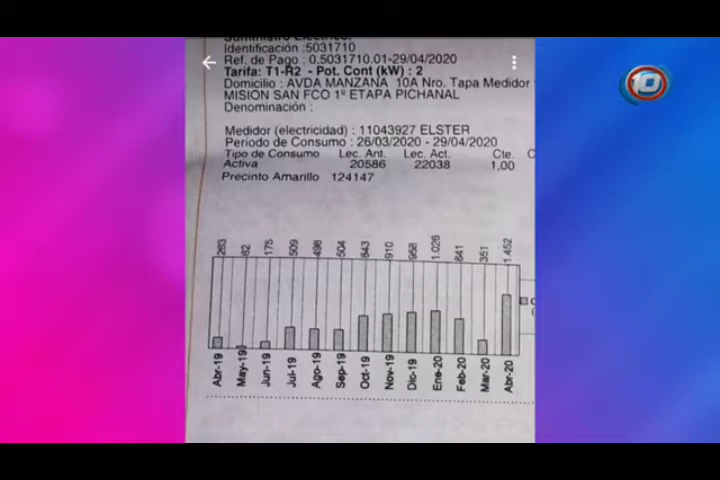 Suministro Eléctrico:
Identificación :5031710
Ref. de Pago : 0.5031710.01-29/04/2020
Tarifa: T1-R2 - Pot. Cont (kW) : 2
Domicilio : AVDA MANZANA 10A Nro. Tapa Medidor
MISION SAN FCO 1º ETAPA PICHANAL
Denominación :
Medidor (electricidad) : 11043927 ELSTER
Período de Consumo : 26/03/2020 - 29/04/2020
Tipo de Consumo Lec. Ant. Lec. Act. Cte.
Activa 20586 22038 1,00
Precinto Amarillo 124147
263 62 175 509 498 504 843 910 958 1.026 841 351 1.452
Abr-19 May-19 Jun-19 Jul-19 Ago-19 Sep-19 Oct-19 Nov-19 Dic-19 Ene-20 Feb-20 Mar-20 Abr-20
10